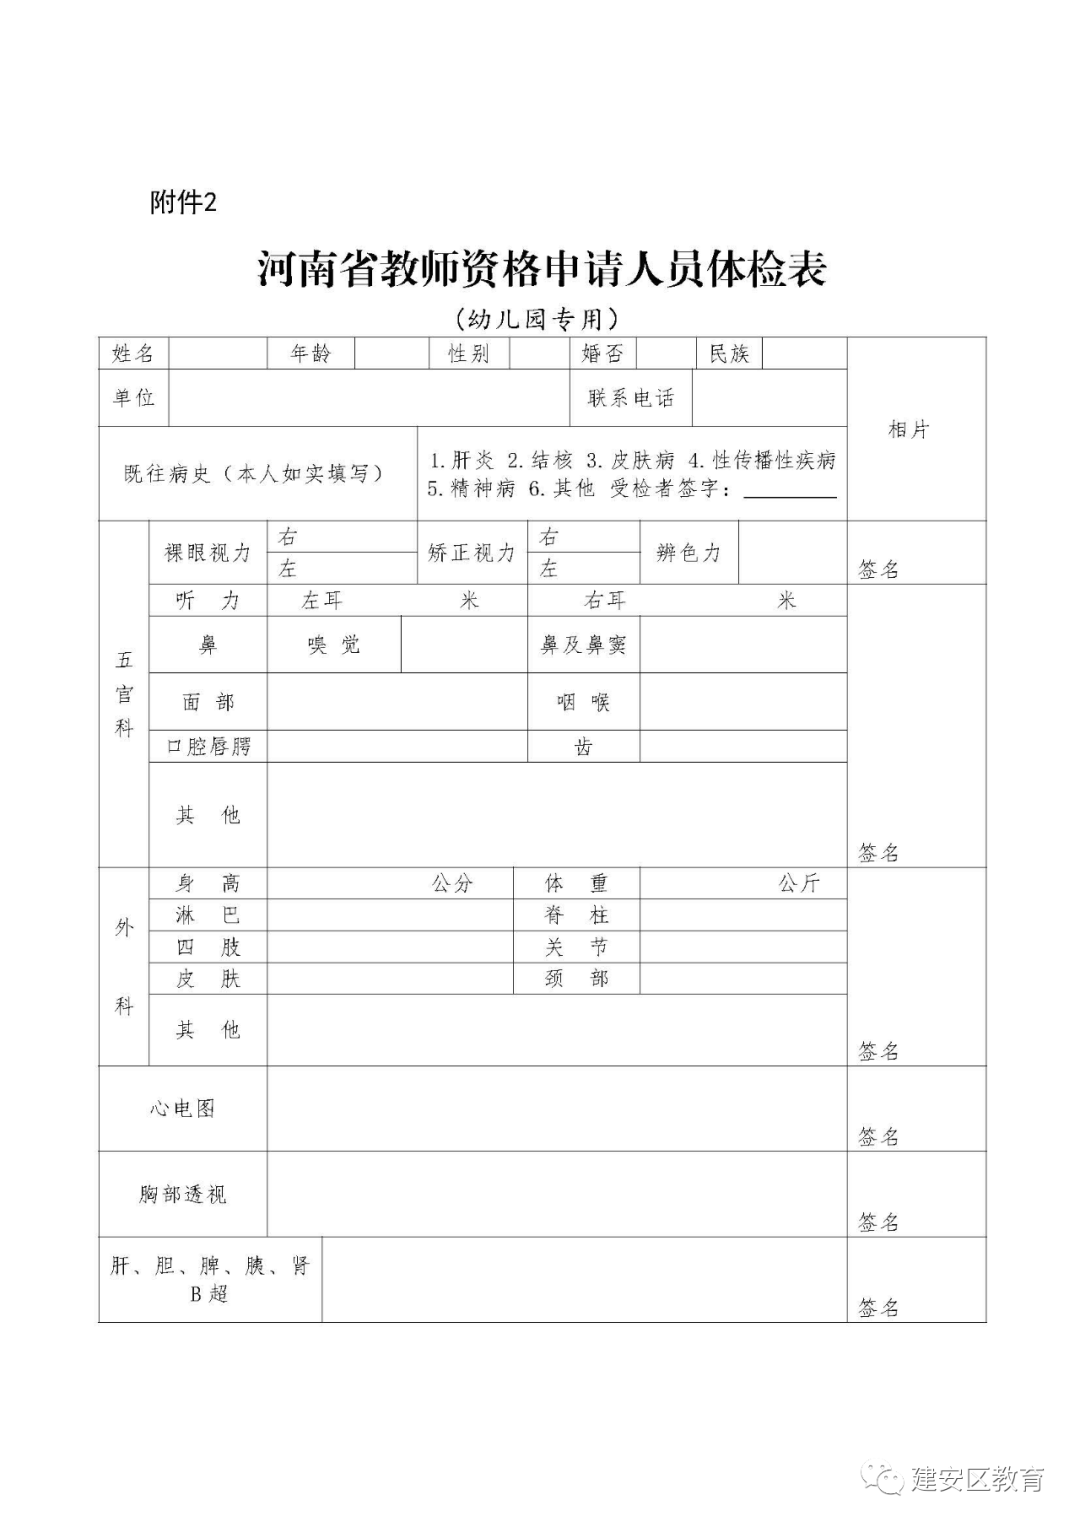 附件2
河南省教师资格申请人员体检表
（幼儿园专用）
姓名 年龄 性别 婚否 民族
单位 联系电话
相片
既往病史（本人如实填写）
1.肝炎 2.结核 3.皮肤病 4.性传播性疾病
5.精神病 6.其他 受检者签字：
五官科
裸眼视力 右 左 矫正视力 右 左 辨色力 签名
听 力 左耳 米 右耳 米
鼻 嗅 觉 鼻及鼻窦
面 部 咽 喉
口腔唇腭 齿
其 他
签名
外科
身 高 公分 体 重 公斤
淋 巴 脊 柱
四 肢 关 节
皮 肤 颈 部
其 他
签名
心电图
签名
胸部透视
签名
肝、胆、脾、胰、肾
B 超
签名
建安区教育